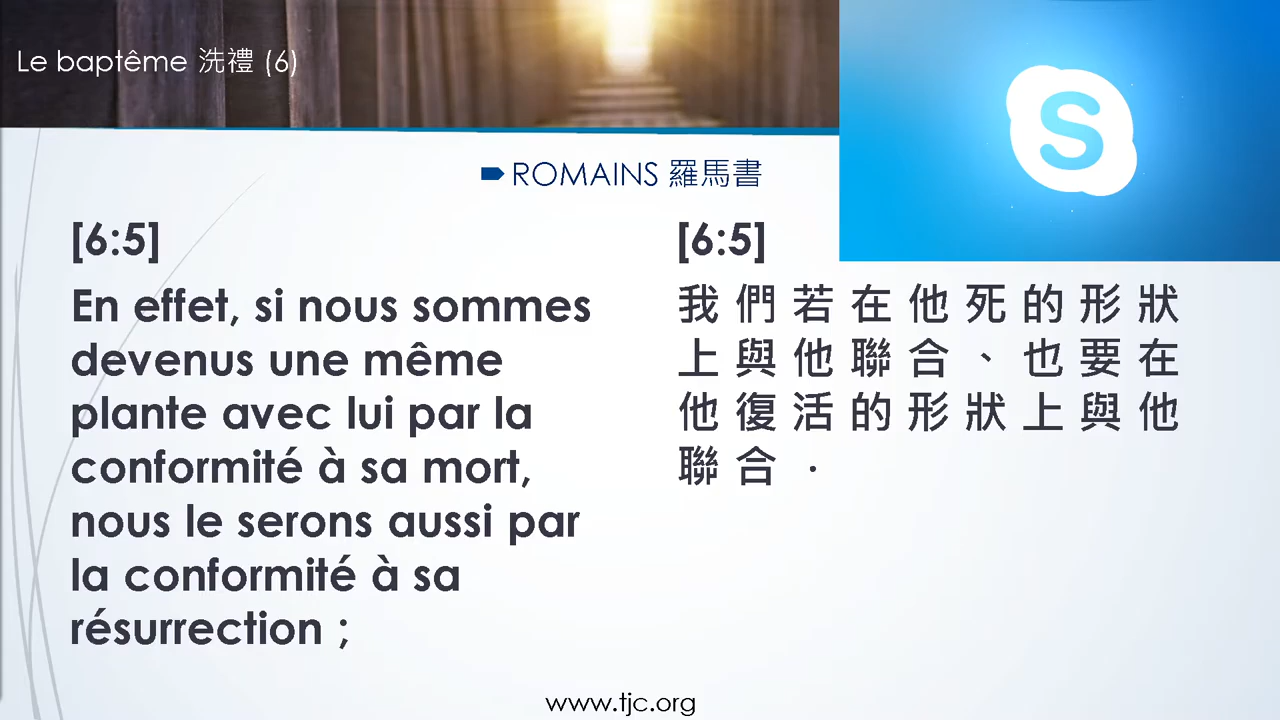 Le baptême 洗禮 (6)
S
ROMAINS 羅馬書
[6:5]
En effet, si nous sommes
devenus une même
plante avec lui par la
conformité à sa mort,
nous le serons aussi par
la conformité à sa
résurrection ;
[6:5]
我們若在他死的形狀
上與他聯合、也要在
他復活的形狀上與他
聯合．
www.tjc.org